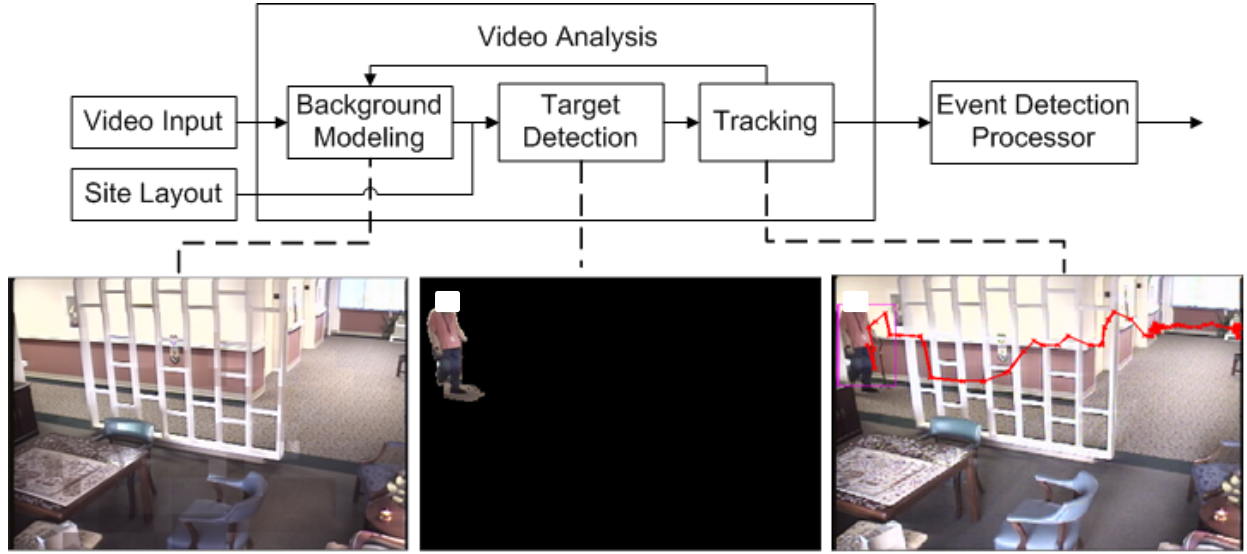 Video Analysis
Video Input
Background
Modeling
Target
Detection
Tracking
Event Detection
Processor
Site Layout